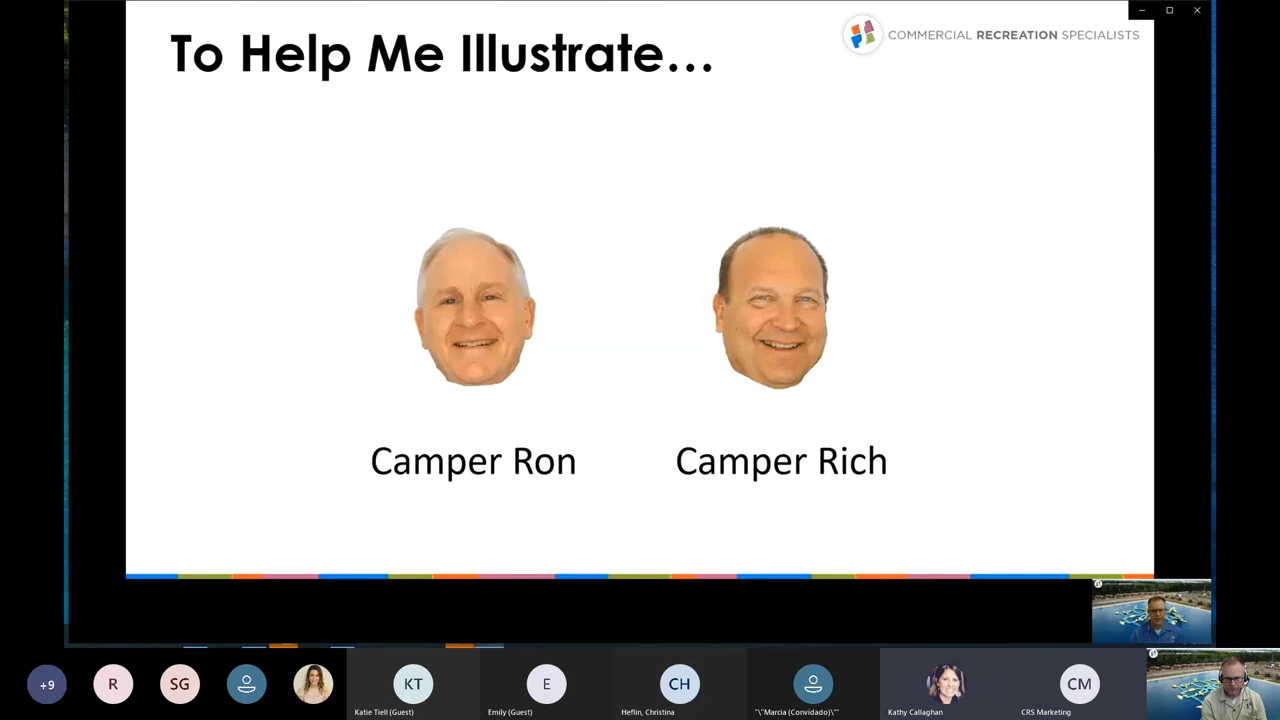 To Help Me Illustrate...
COMMERCIAL RECREATION SPECIALISTS
Camper Ron
Camper Rich
+9
R
SG
KT
E
CH
CM
Katie Tiell (Guest)
Emily (Guest)
Heflin, Christina
"\"Marcia (Convidado)\""
Kathy Callaghan
CRS Marketing